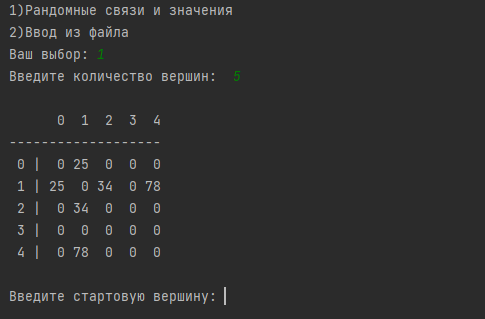 1)Рандомные связи и значения
2)Ввод из файла
Ваш выбор: 1
Введите количество вершин:  5
      0  1  2  3  4
-------------------
 0 |  0 25  0  0  0
 1 | 25  0 34  0 78
 2 |  0 34  0  0  0
 3 |  0  0  0  0  0
 4 |  0 78  0  0  0
Введите стартовую вершину: